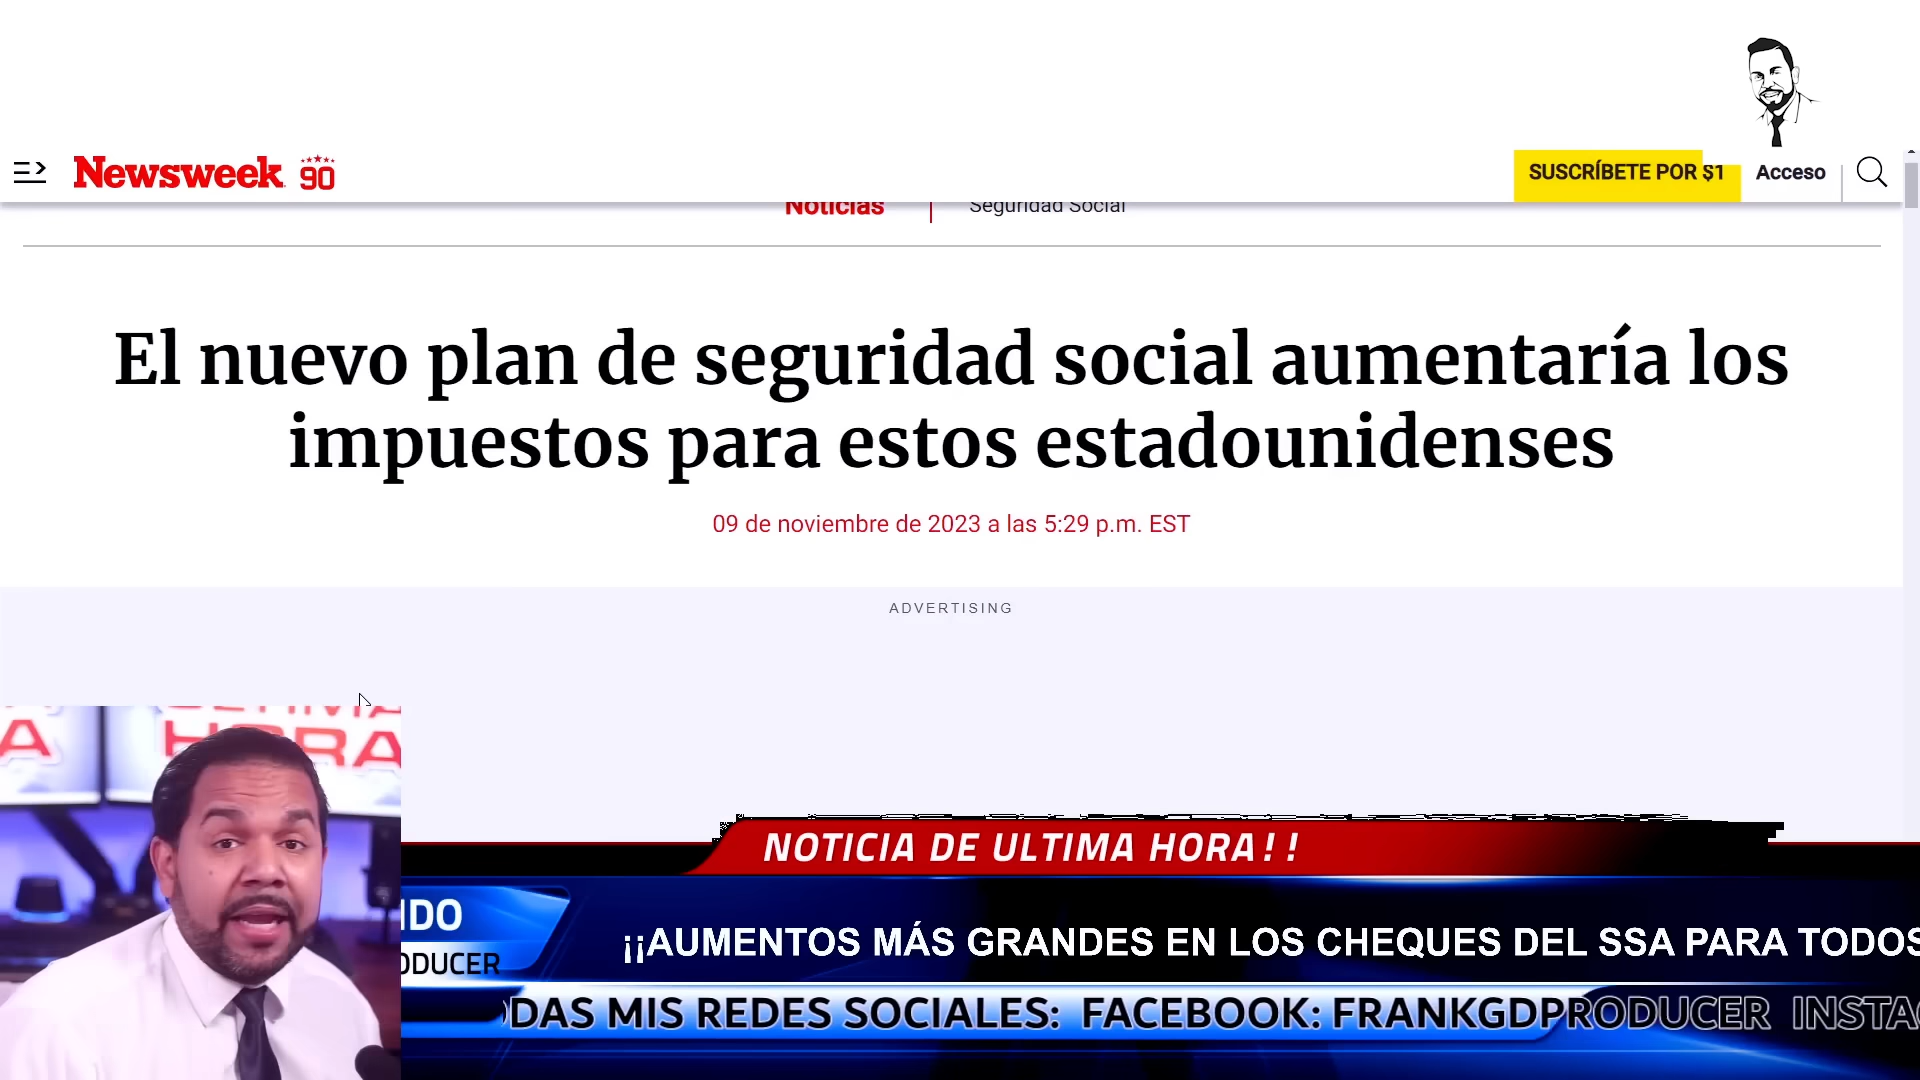 Newsweek 90
SUSCRÍBETE POR $1
Acceso
Noticias
Seguridad Social
El nuevo plan de seguridad social aumentaría los
impuestos para estos estadounidenses
09 de noviembre de 2023 a las 5:29 p.m. EST
ADVERTISING
HORA
NOTICIA DE ULTIMA HORA!!
¡¡AUMENTOS MÁS GRANDES EN LOS CHEQUES DEL SSA PARA TODOS
MIS REDES SOCIALES: FACEBOOK: FRANKGDPRODUCER